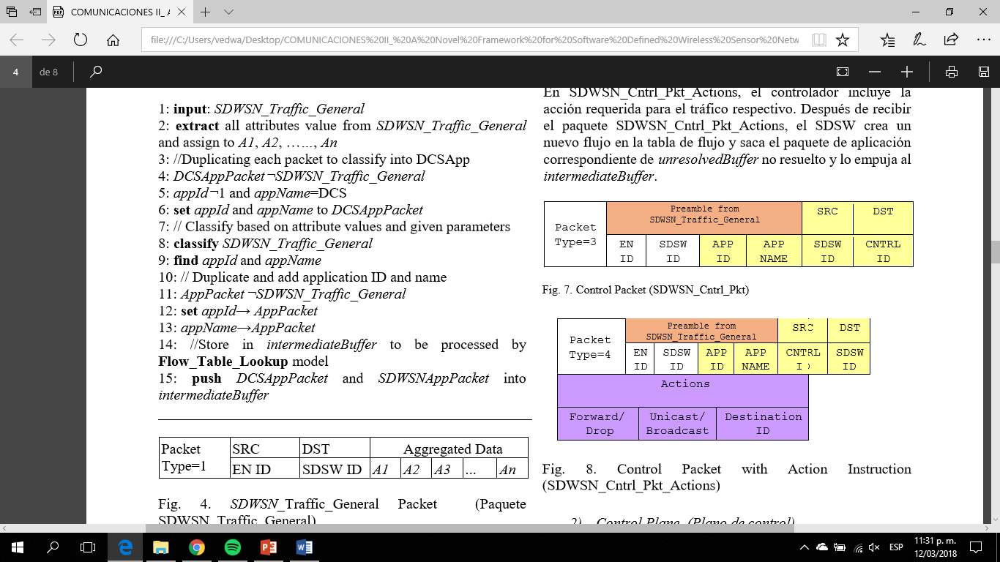 COMUNICACIONES II_ A
file:///C:/Users/vedwa/Desktop/COMUNICACIONES%20II_%20A%20Novel%20Framework%20for%20Software%20Defined%20Wireless%20Sensor%20Netw
4 de 8
1: input: SDWSN_Traffic_General
2: extract all attributes value from SDWSN_Traffic_General
and assign to A1, A2, ……, An
3: //Duplicating each packet to classify into DCSApp
4: DCSAppPacket¬SDWSN_Traffic_General
5: appId¬1 and appName=DCS
6: set appId and appName to DCSAppPacket
7: // Classify based on attribute values and given parameters
8: classify SDWSN_Traffic_General
9: find appId and appName
10: // Duplicate and add application ID and name
11: AppPacket ¬SDWSN_Traffic_General
12: set appId→ AppPacket
13: appName→AppPacket
14: //Store in intermediateBuffer to be processed by
Flow_Table_Lookup model
15: push DCSAppPacket and SDWSNAppPacket into
intermediateBuffer
Packet SRC DST Aggregated Data
Type=1 EN ID SDSW ID A1 A2 A3 ... An
Fig. 4. SDWSN_Traffic_General Packet (Paquete
SDWSN_Traffic_General)
En SDWSN_Cntrl_Pkt_Actions, el controlador incluye la
acción requerida para el tráfico respectivo. Después de recibir
el paquete SDWSN_Cntrl_Pkt_Actions, el SDSW crea un
nuevo flujo en la tabla de flujo y saca el paquete de aplicación
correspondiente de unresolvedBuffer no resuelto y lo empuja al
intermediateBuffer.
Packet
Type=3
Preamble from
SDWSN_Traffic_General
SRC DST
EN
ID
SDSW
ID
APP
ID
APP
NAME
SDSW
ID
CNTRL
ID
Fig. 7. Control Packet (SDWSN_Cntrl_Pkt)
Packet
Type=4
Preamble from
SDWSN_Traffic_General
SRC DST
EN
ID
SDSW
ID
APP
ID
APP
NAME
CNTRL
I )
SDSW
ID
Actions
Forward/
Drop
Unicast/
Broadcast
Destination
ID
Fig. 8. Control Packet with Action Instruction
(SDWSN_Cntrl_Pkt_Actions)
2) Control Plane (Plano de control)
ESP
11:31 p. m.
12/03/2018